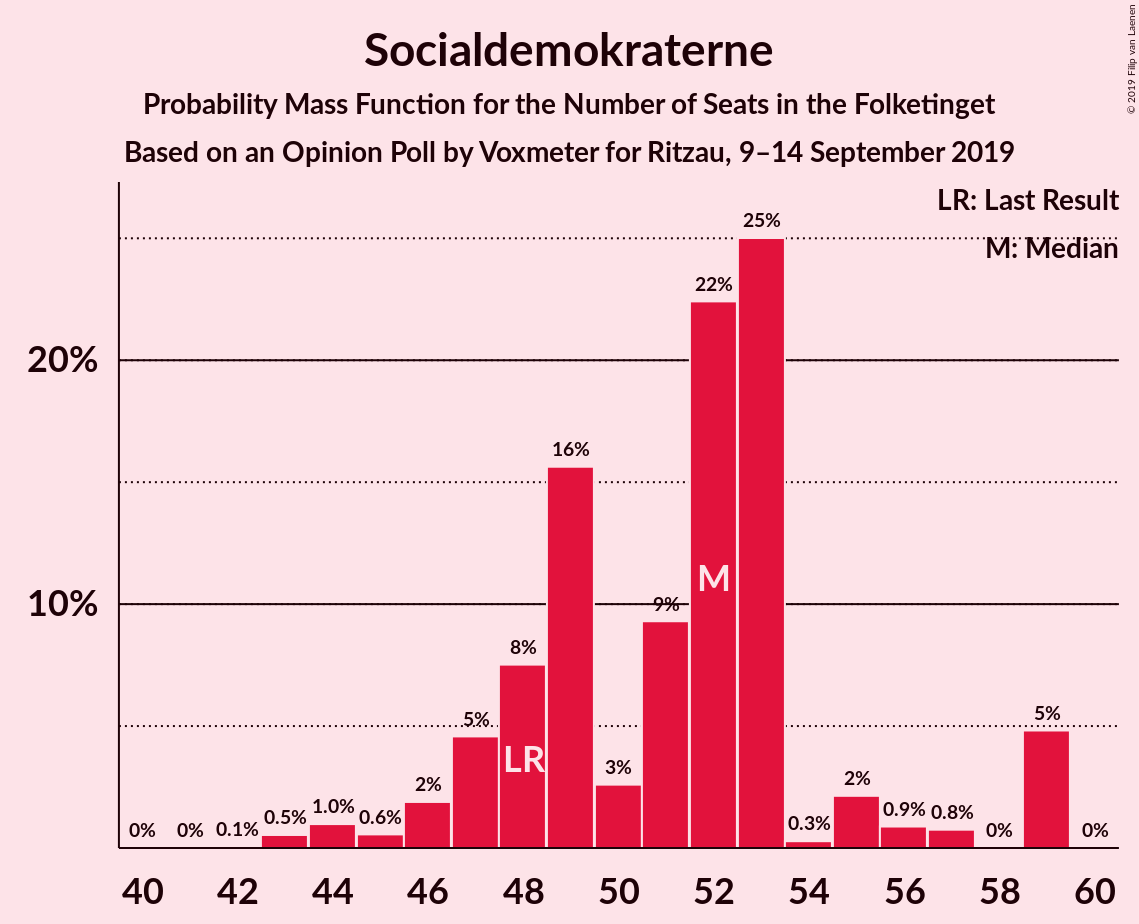 © 2019 Filip van Laenen
Socialdemokraterne
Probability Mass Function for the Number of Seats in the Folketinget
Based on an Opinion Poll by Voxmeter for Ritzau, 9–14 September 2019
LR: Last Result
M: Median
20%
10%
0%
0%
0.1%
0.5%
1.0%
0.6%
2%
5%
8%
16%
3%
9%
22%
25%
0.3%
2%
0.9%
0.8%
0%
5%
0%
LR
M
40 42 44 46 48 50 52 54 56 58 60